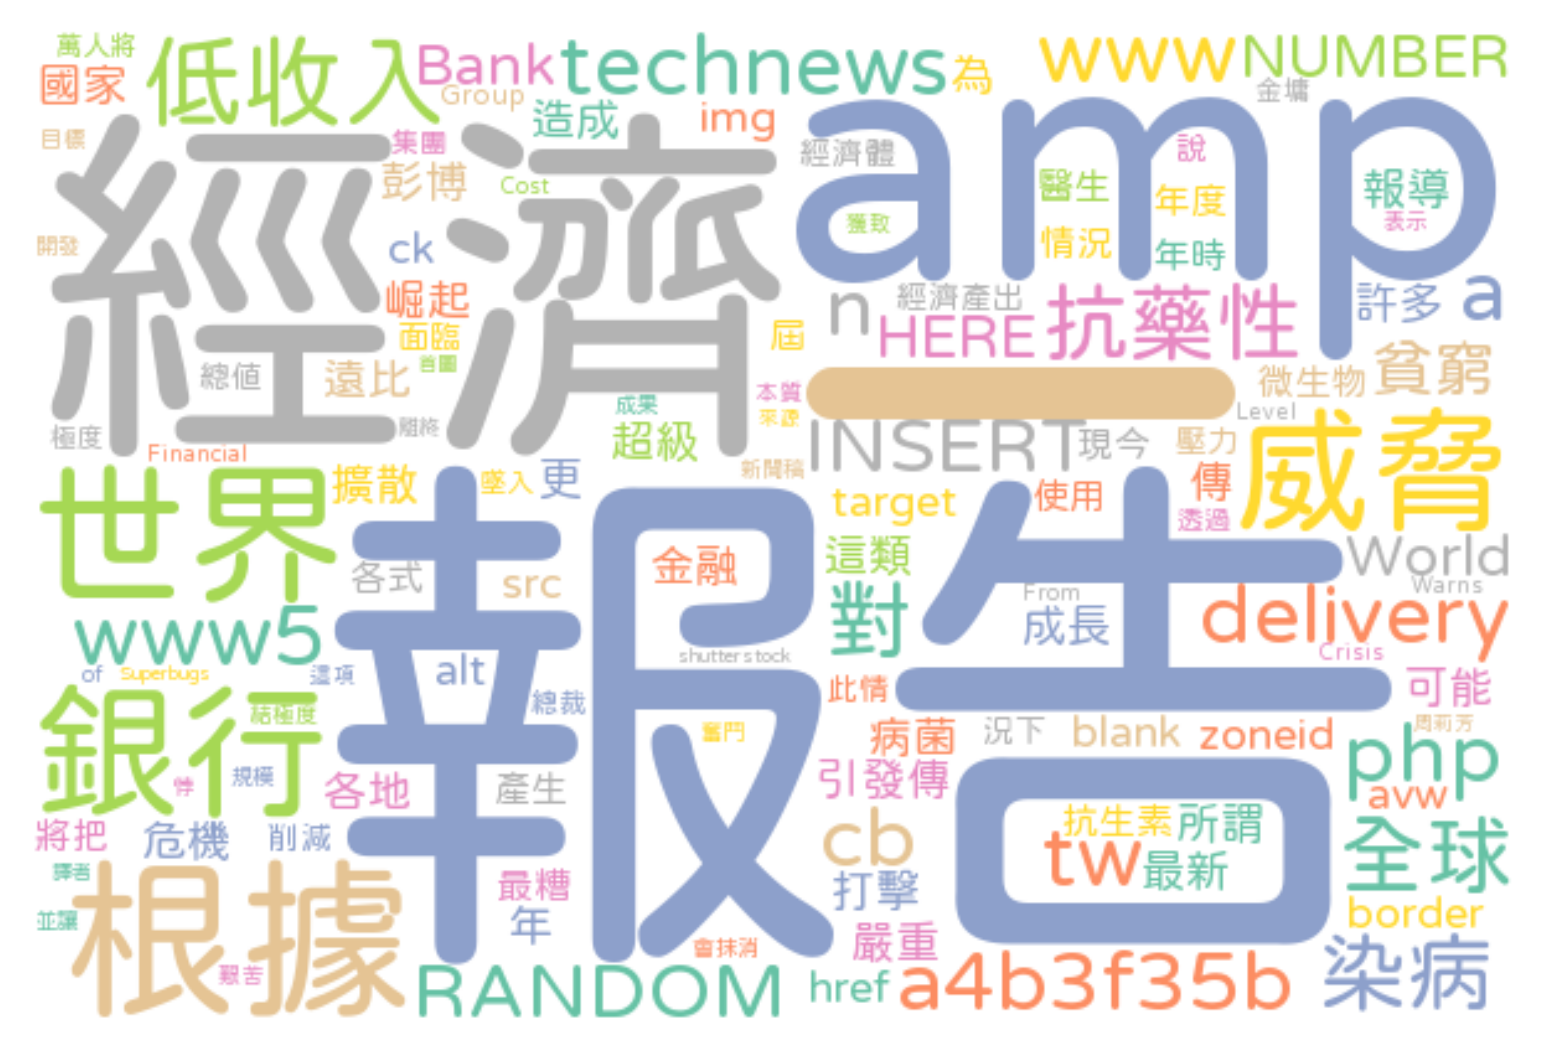 萬人將
國家
低收入
Bank
technews
為
www
NUMBER
Group
造成
img
金墉
目標
集團
彭博
Cost
經濟
經濟體
amp
醫生
說
年度
報導
表示
獲致
開發
ck
情況
年時
崛起
面臨
首圖
n
經濟產出
HERE
抗藥性
許多
a
屆
總值
遠比
一
微生物
貧窮
極度
Financial
成果
本質
來源
超級
INSERT
現今
Level
壓力
威脅
世界
擴散
墜入
更
新聞稿
target
使用
傳
透過
各式
src
金融
報告
這類
World
Warns
www5
對
From
成長
delivery
Crisis
of
Superbugs
這項
alt
shutterstock
總裁
此情
可能
銀行
結極度
奮鬥
病菌
況下
blank
zoneid
周莉芳
php
規模
各地
產生
引發傳
avw
將把
危機
削減
cb
抗生素
所謂
tw
最新
全球
譯者
根據
最糟
打擊
並讓
年
border
艱苦
會抹消
嚴重
染病
RANDOM
href
a4b3f35b